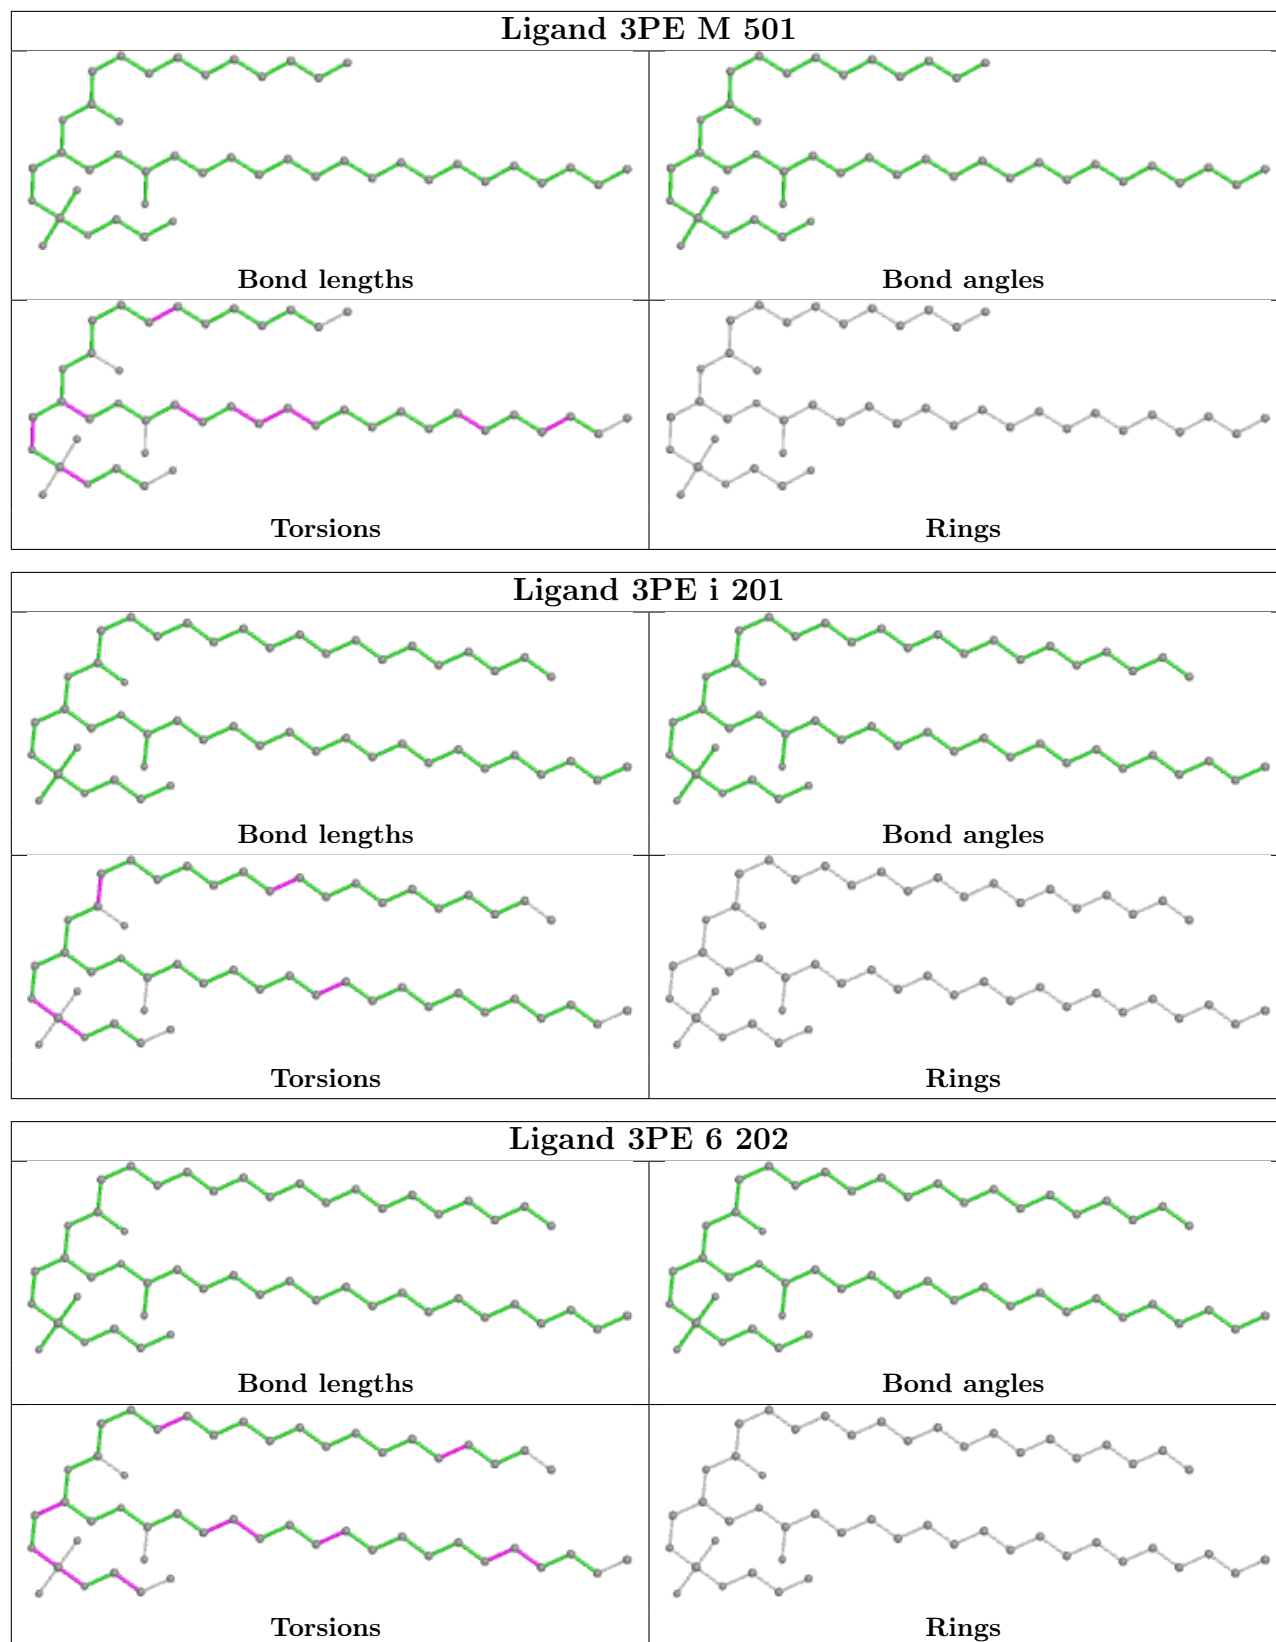 Ligand 3PE M 501
Bond lengths
Bond angles
Torsions
Rings
Ligand 3PE i 201
Bond lengths
Bond angles
Torsions
Rings
Ligand 3PE 6 202
Bond lengths
Bond angles
Torsions
Rings